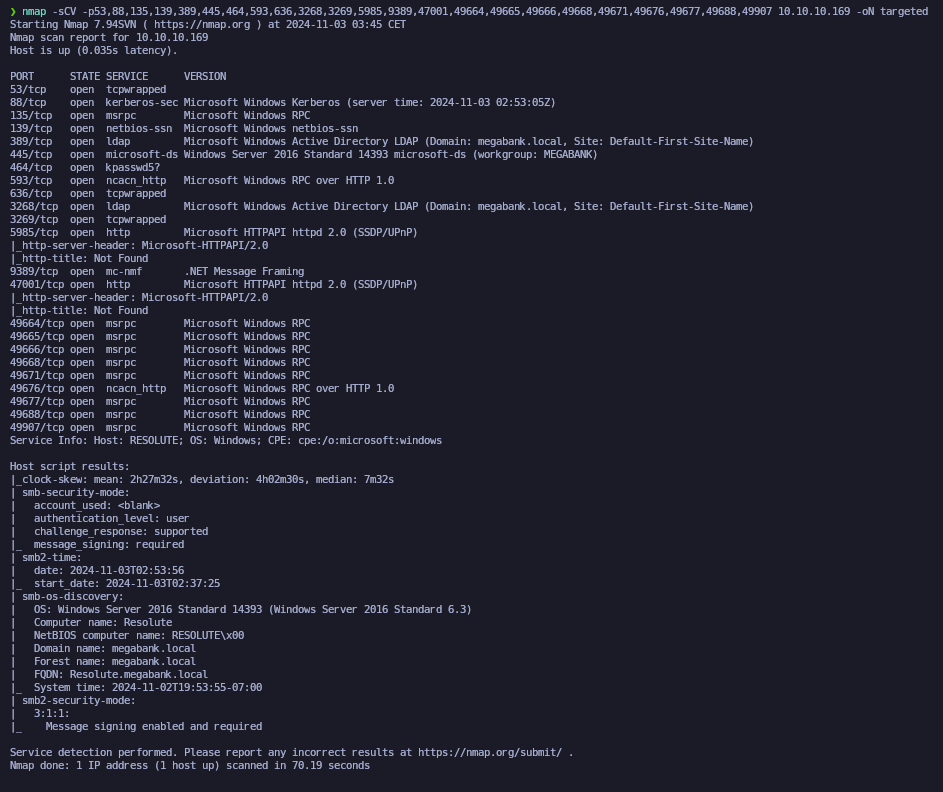 ❯ nmap -sCV -p53,88,135,139,389,445,464,593,636,3268,3269,5985,9389,47001,49664,49665,49666,49668,49671,49676,49677,49688,49907 10.10.10.169 -oN targeted
Starting Nmap 7.94SVN ( https://nmap.org ) at 2024-11-03 03:45 CET
Nmap scan report for 10.10.10.169
Host is up (0.035s latency).

PORT      STATE SERVICE      VERSION
53/tcp    open  tcpwrapped
88/tcp    open  kerberos-sec Microsoft Windows Kerberos (server time: 2024-11-03 02:53:05Z)
135/tcp   open  msrpc        Microsoft Windows RPC
139/tcp   open  netbios-ssn  Microsoft Windows netbios-ssn
389/tcp   open  ldap         Microsoft Windows Active Directory LDAP (Domain: megabank.local, Site: Default-First-Site-Name)
445/tcp   open  microsoft-ds Windows Server 2016 Standard 14393 microsoft-ds (workgroup: MEGABANK)
464/tcp   open  kpasswd5?
593/tcp   open  ncacn_http   Microsoft Windows RPC over HTTP 1.0
636/tcp   open  tcpwrapped
3268/tcp  open  ldap         Microsoft Windows Active Directory LDAP (Domain: megabank.local, Site: Default-First-Site-Name)
3269/tcp  open  tcpwrapped
5985/tcp  open  http         Microsoft HTTPAPI httpd 2.0 (SSDP/UPnP)
|_http-server-header: Microsoft-HTTPAPI/2.0
|_http-title: Not Found
9389/tcp  open  mc-nmf       .NET Message Framing
47001/tcp open  http         Microsoft HTTPAPI httpd 2.0 (SSDP/UPnP)
|_http-server-header: Microsoft-HTTPAPI/2.0
|_http-title: Not Found
49664/tcp open  msrpc        Microsoft Windows RPC
49665/tcp open  msrpc        Microsoft Windows RPC
49666/tcp open  msrpc        Microsoft Windows RPC
49668/tcp open  msrpc        Microsoft Windows RPC
49671/tcp open  msrpc        Microsoft Windows RPC
49676/tcp open  ncacn_http   Microsoft Windows RPC over HTTP 1.0
49677/tcp open  msrpc        Microsoft Windows RPC
49688/tcp open  msrpc        Microsoft Windows RPC
49907/tcp open  msrpc        Microsoft Windows RPC
Service Info: Host: RESOLUTE; OS: Windows; CPE: cpe:/o:microsoft:windows

Host script results:
|_clock-skew: mean: 2h27m32s, deviation: 4h02m30s, median: 7m32s
| smb-security-mode:
|   account_used: <blank>
|   authentication_level: user
|   challenge_response: supported
|_  message_signing: required
| smb2-time:
|   date: 2024-11-03T02:53:56
|_  start_date: 2024-11-03T02:37:25
| smb-os-discovery:
|   OS: Windows Server 2016 Standard 14393 (Windows Server 2016 Standard 6.3)
|   Computer name: Resolute
|   NetBIOS computer name: RESOLUTE\x00
|   Domain name: megabank.local
|   Forest name: megabank.local
|   FQDN: Resolute.megabank.local
|_  System time: 2024-11-02T19:53:55-07:00
| smb2-security-mode:
|   3:1:1:
|_    Message signing enabled and required

Service detection performed. Please report any incorrect results at https://nmap.org/submit/ .
Nmap done: 1 IP address (1 host up) scanned in 70.19 seconds